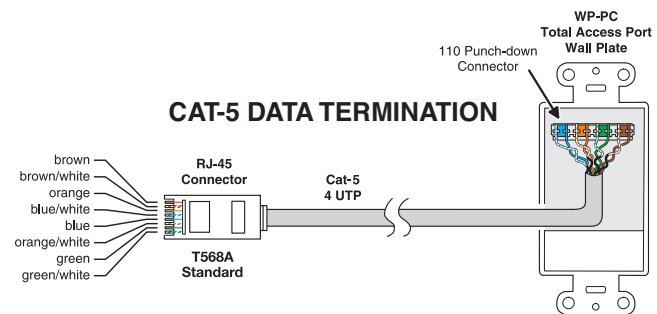 WP-PC
Total Access Port
Wall Plate
110 Punch-down
Connector
CAT-5 DATA TERMINATION
brown
brown/white
orange
blue/white
blue
orange/white
green
green/white
RJ-45
Connector
T568A
Standard
Cat-5
4 UTP